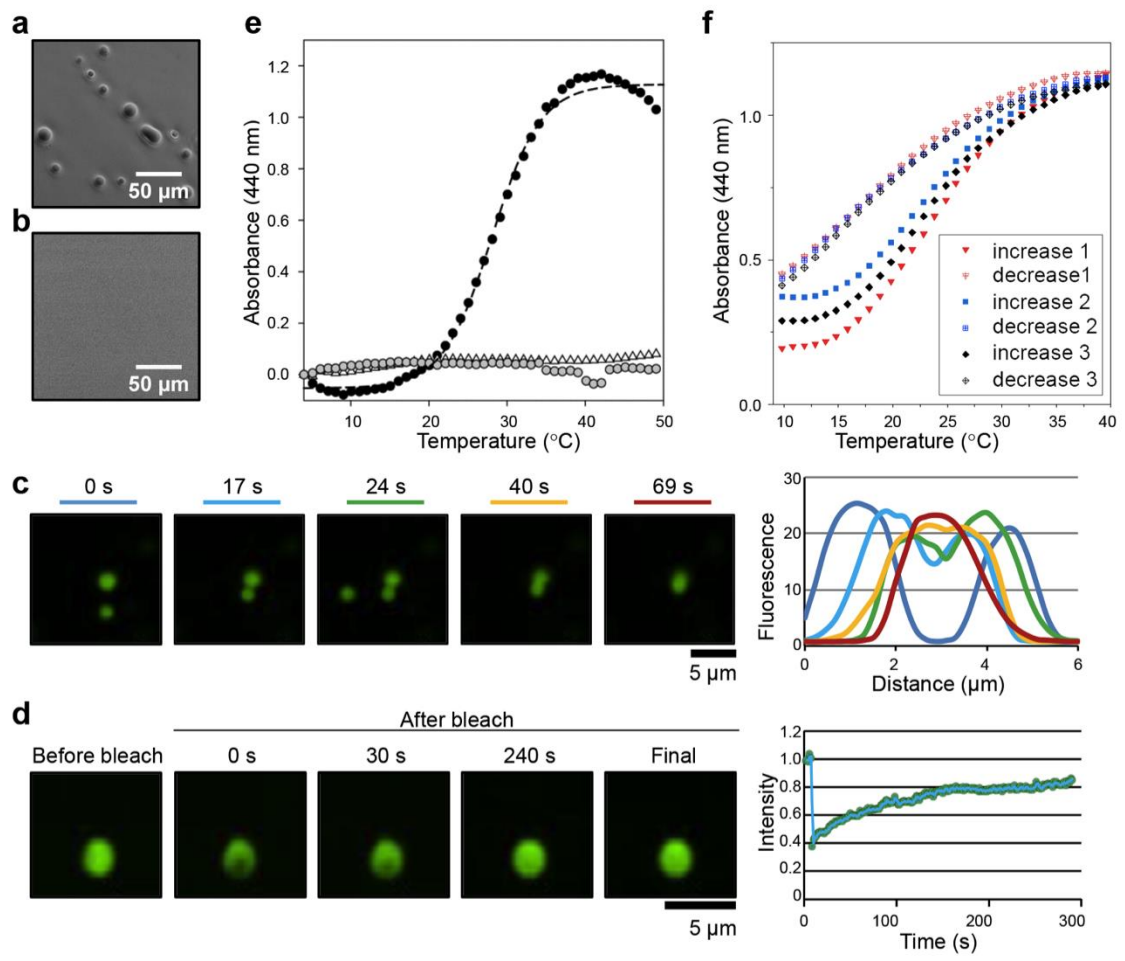 a
50 µm
b
50 µm
e
Absorbance (440 nm)
1.2
1.0
0.8
0.6
0.4
0.2
0.0
10
20
30
40
50
Temperature (°C)
f
Absorbance (440 nm)
1.0
0.5
0.0
10
15
20
25
30
35
40
Temperature (°C)
increase 1
decrease1
increase 2
decrease 2
increase 3
decrease 3
c
0 s
17 s
24 s
40 s
69 s
5 µm
Fluorescence
30
20
10
0
0
2
4
6
Distance (µm)
d
After bleach
Before bleach
0 s
30 s
240 s
Final
5 µm
Intensity
1.2
1.0
0.8
0.6
0.4
0.2
0
0
100
200
300
Time (s)